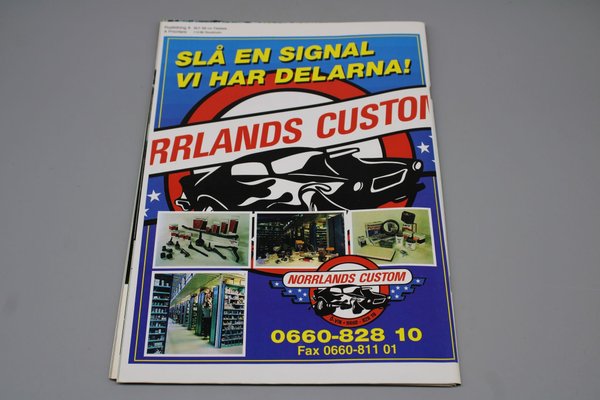 SLÅ EN SIGNAL
VI HAR DELARNA!
RRLANDS CUSTOM
NORRLANDS CUSTOM
0660-828 10
Fax 0660-811 01